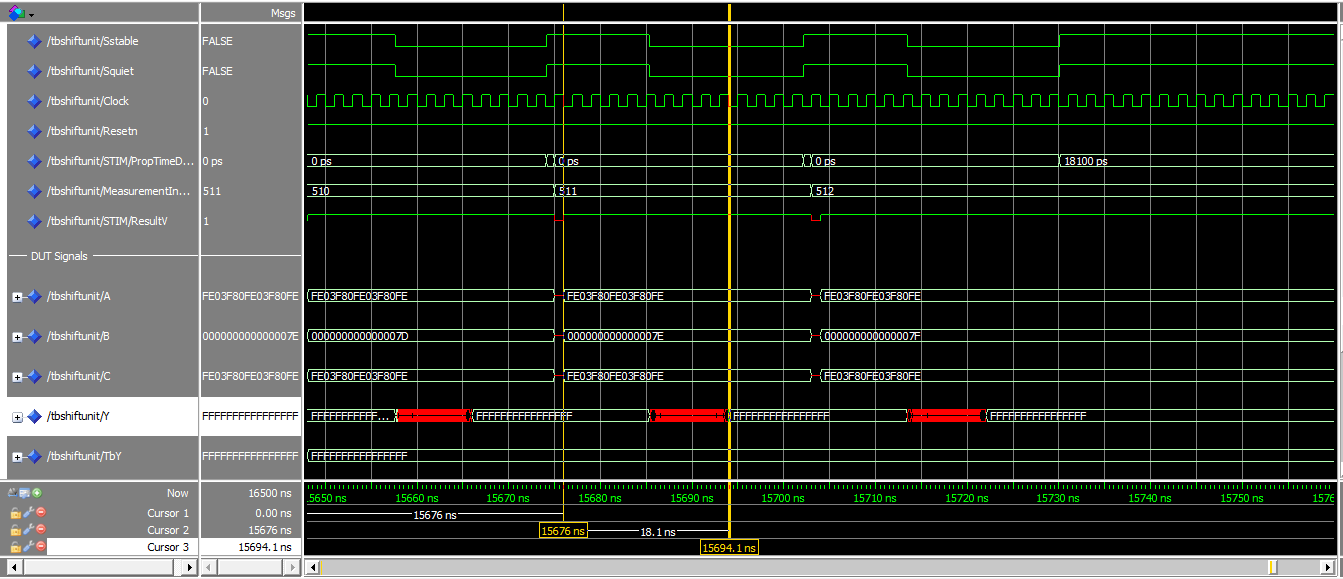 Msgs
/tbshiftunit/Sstable FALSE
/tbshiftunit/Squiet FALSE
/tbshiftunit/Clock 0
/tbshiftunit/Resetn 1
/tbshiftunit/STIM/PropTimeD... 0 ps 0 ps 0 ps 0 ps 18100 ps
/tbshiftunit/MeasurementIn... 511 510 511 512
/tbshiftunit/STIM/ResultV 1
DUT Signals
/tbshiftunit/A FE03F80FE03F80FE FE03F80FE03F80FE FE03F80FE03F80FE FE03F80FE03F80FE
/tbshiftunit/B 000000000000007E 000000000000007D 000000000000007E 000000000000007F
/tbshiftunit/C FE03F80FE03F80FE FE03F80FE03F80FE FE03F80FE03F80FE FE03F80FE03F80FE
/tbshiftunit/Y FFFFFFFFFFFFFFFF FFFFFFFFFFF... FFFFFFFFFFFFFFFF FFFFFFFFFFFFFFFF FFFFFFFFFFFFFFFF
/tbshiftunit/TbY FFFFFFFFFFFFFFFF FFFFFFFFFFFFFFFF
Now 16500 ns 15650 ns 15660 ns 15670 ns 15680 ns 15690 ns 15700 ns 15710 ns 15720 ns 15730 ns 15740 ns 15750 ns
Cursor 1 0.00 ns 15676 ns
Cursor 2 15676 ns 15676 ns 18.1 ns
Cursor 3 15694.1 ns 15694.1 ns